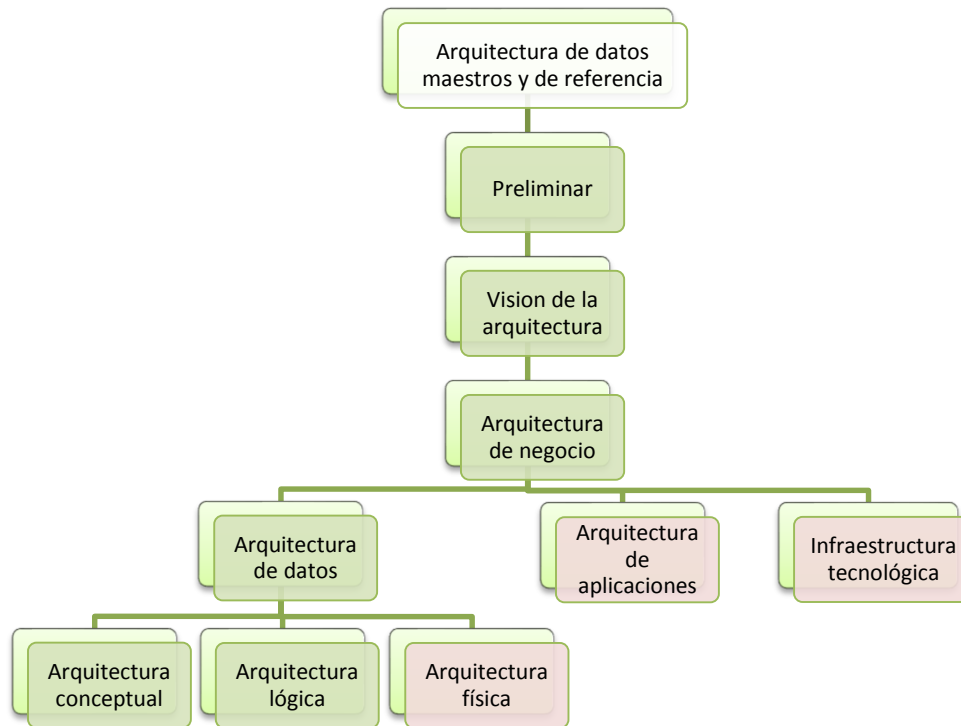 Arquitectura de datos
maestros y de referencia
Preliminar
Vision de la
arquitectura
Arquitectura
de negocio
Arquitectura
de datos
Arquitectura
de
aplicaciones
Infraestructura
tecnológica
Arquitectura
conceptual
Arquitectura
lógica
Arquitectura
física